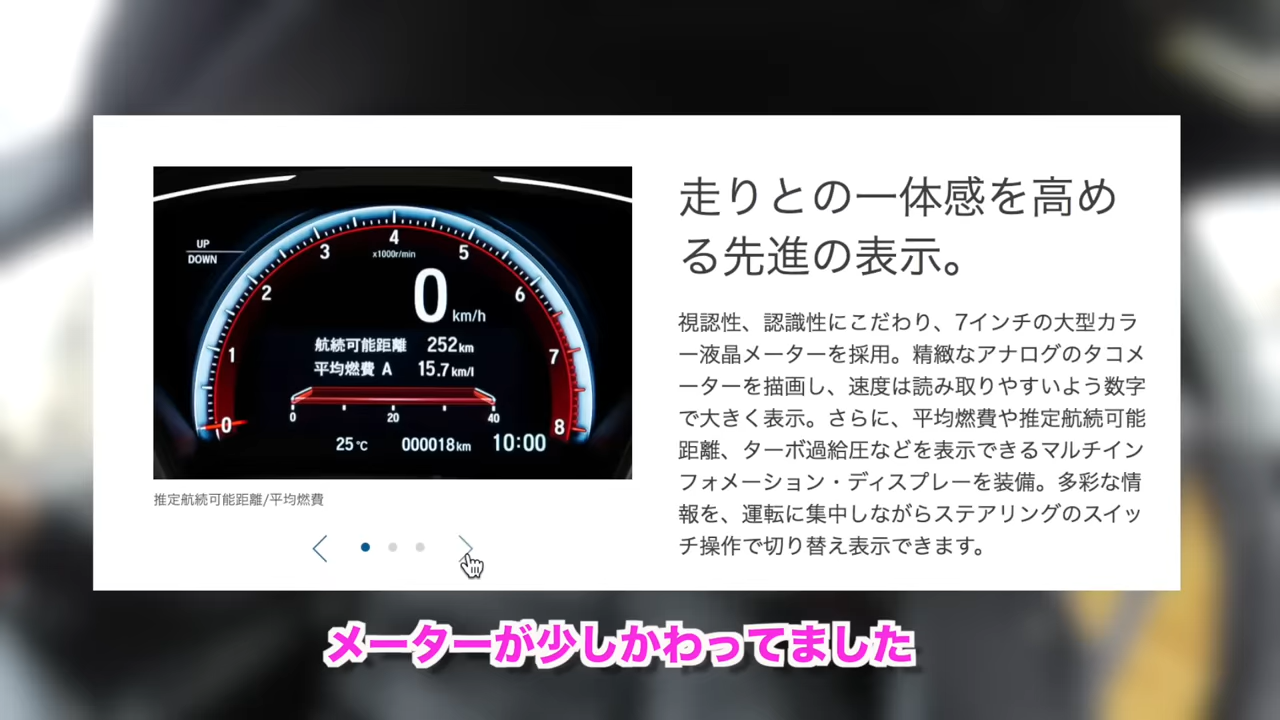 走りとの一体感を高め
る先進の表示。
視認性、認識性にこだわり、7インチの大型カラ
ー液晶メーターを採用。精緻なアナログのタコメ
ーターを描画し、速度は読み取りやすいよう数字
で大きく表示。さらに、平均燃費や推定航続可能
距離、ターボ過給圧などを表示できるマルチイン
フォメーション・ディスプレーを装備。多彩な情
報を、運転に集中しながらステアリングのスイッ
チ操作で切り替え表示できます。
UP
DOWN
0 1 2 3 4 5 6 7 8
x1000r/min
0 km/h
航続可能距離 252km
平均燃費 A 15.7km/l
0 20 40
25℃ 000018km 10:00
推定航続可能距離/平均燃費
メーターが少しかわってました